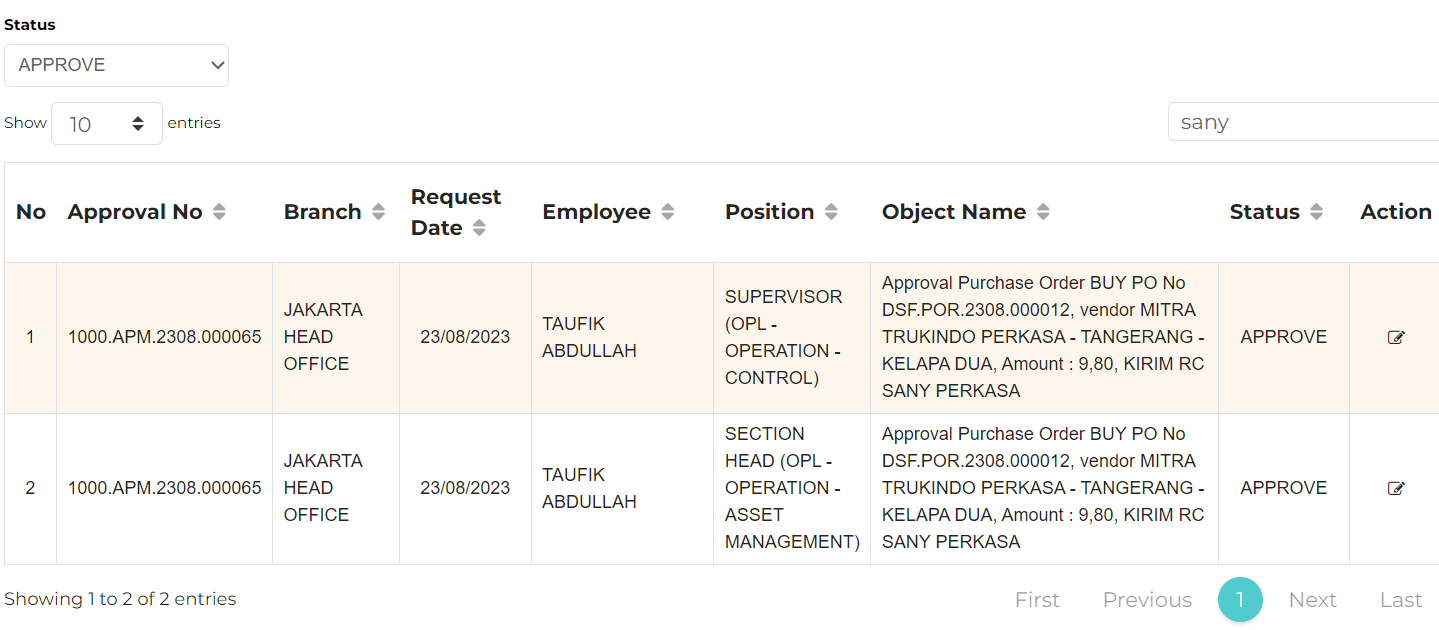 Status
APPROVE
Show 10 entries
sany
No Approval No Branch Request Date Employee Position Object Name Status Action
1 1000.APM.2308.000065 JAKARTA HEAD OFFICE 23/08/2023 TAUFIK ABDULLAH SUPERVISOR (OPL - OPERATION - CONTROL) Approval Purchase Order BUY PO No DSF.POR.2308.000012, vendor MITRA TRUKINDO PERKASA - TANGERANG - KELAPA DUA, Amount : 9,80, KIRIM RC SANY PERKASA APPROVE
2 1000.APM.2308.000065 JAKARTA HEAD OFFICE 23/08/2023 TAUFIK ABDULLAH SECTION HEAD (OPL - OPERATION - ASSET MANAGEMENT) Approval Purchase Order BUY PO No DSF.POR.2308.000012, vendor MITRA TRUKINDO PERKASA - TANGERANG - KELAPA DUA, Amount : 9,80, KIRIM RC SANY PERKASA APPROVE
Showing 1 to 2 of 2 entries
First Previous 1 Next Last